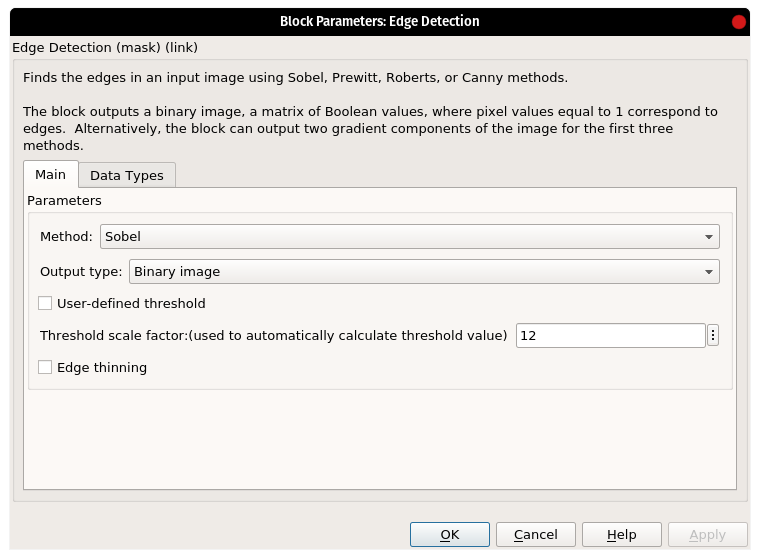 Block Parameters: Edge Detection
Edge Detection (mask) (link)
Finds the edges in an input image using Sobel, Prewitt, Roberts, or Canny methods.
The block outputs a binary image, a matrix of Boolean values, where pixel values equal to 1 correspond to
edges.  Alternatively, the block can output two gradient components of the image for the first three
methods.
Main Data Types
Parameters
Method: Sobel
Output type: Binary image
User-defined threshold
Threshold scale factor:(used to automatically calculate threshold value) 12
Edge thinning
OK Cancel Help Apply